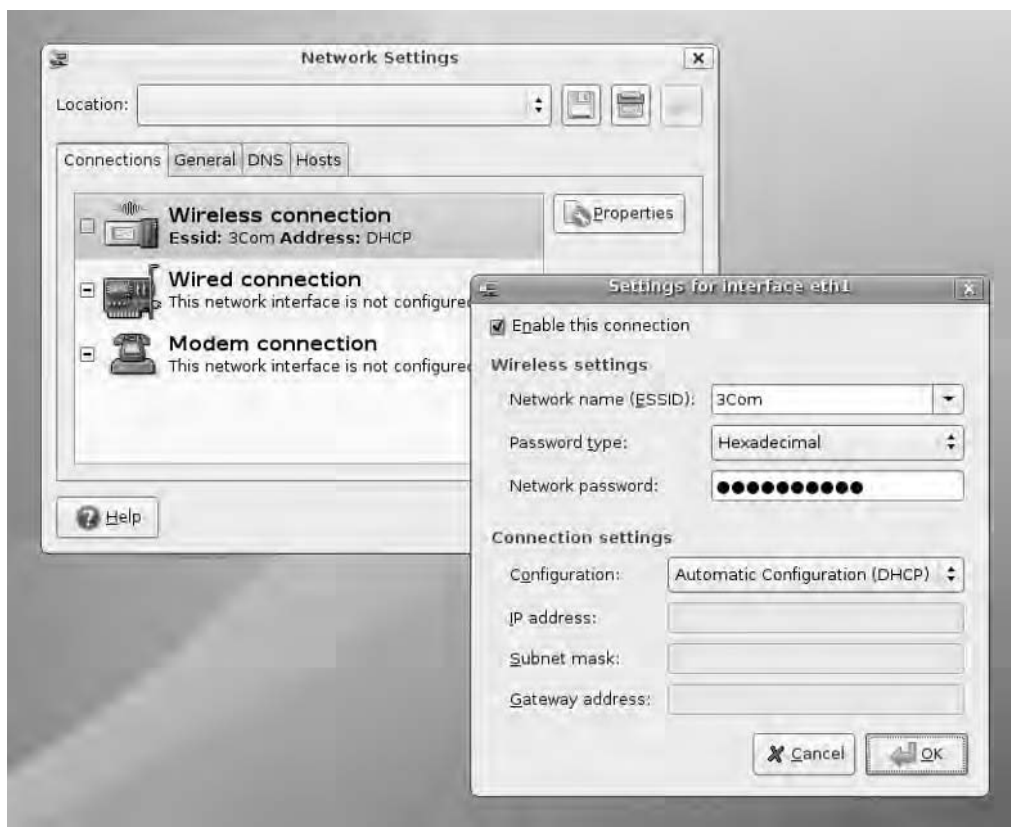 Network Settings
Location:
Connections General DNS Hosts
Wireless connection
Essid: 3Com Address: DHCP
Properties
Wired connection
This network interface is not configured
Modem connection
This network interface is not configured
Help
Settings for interface eth1
Enable this connection
Wireless settings
Network name (ESSID): 3Com
Password type: Hexadecimal
Network password: ●●●●●●●●●●
Connection settings
Configuration: Automatic Configuration (DHCP)
IP address:
Subnet mask:
Gateway address:
Cancel OK